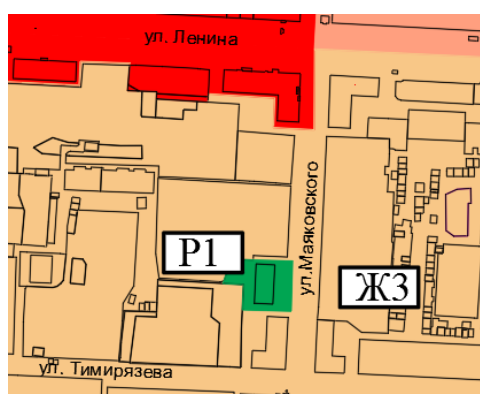 ул. Ленина
ул.Маяковского
Р1
Ж3
ул. Тимирязева